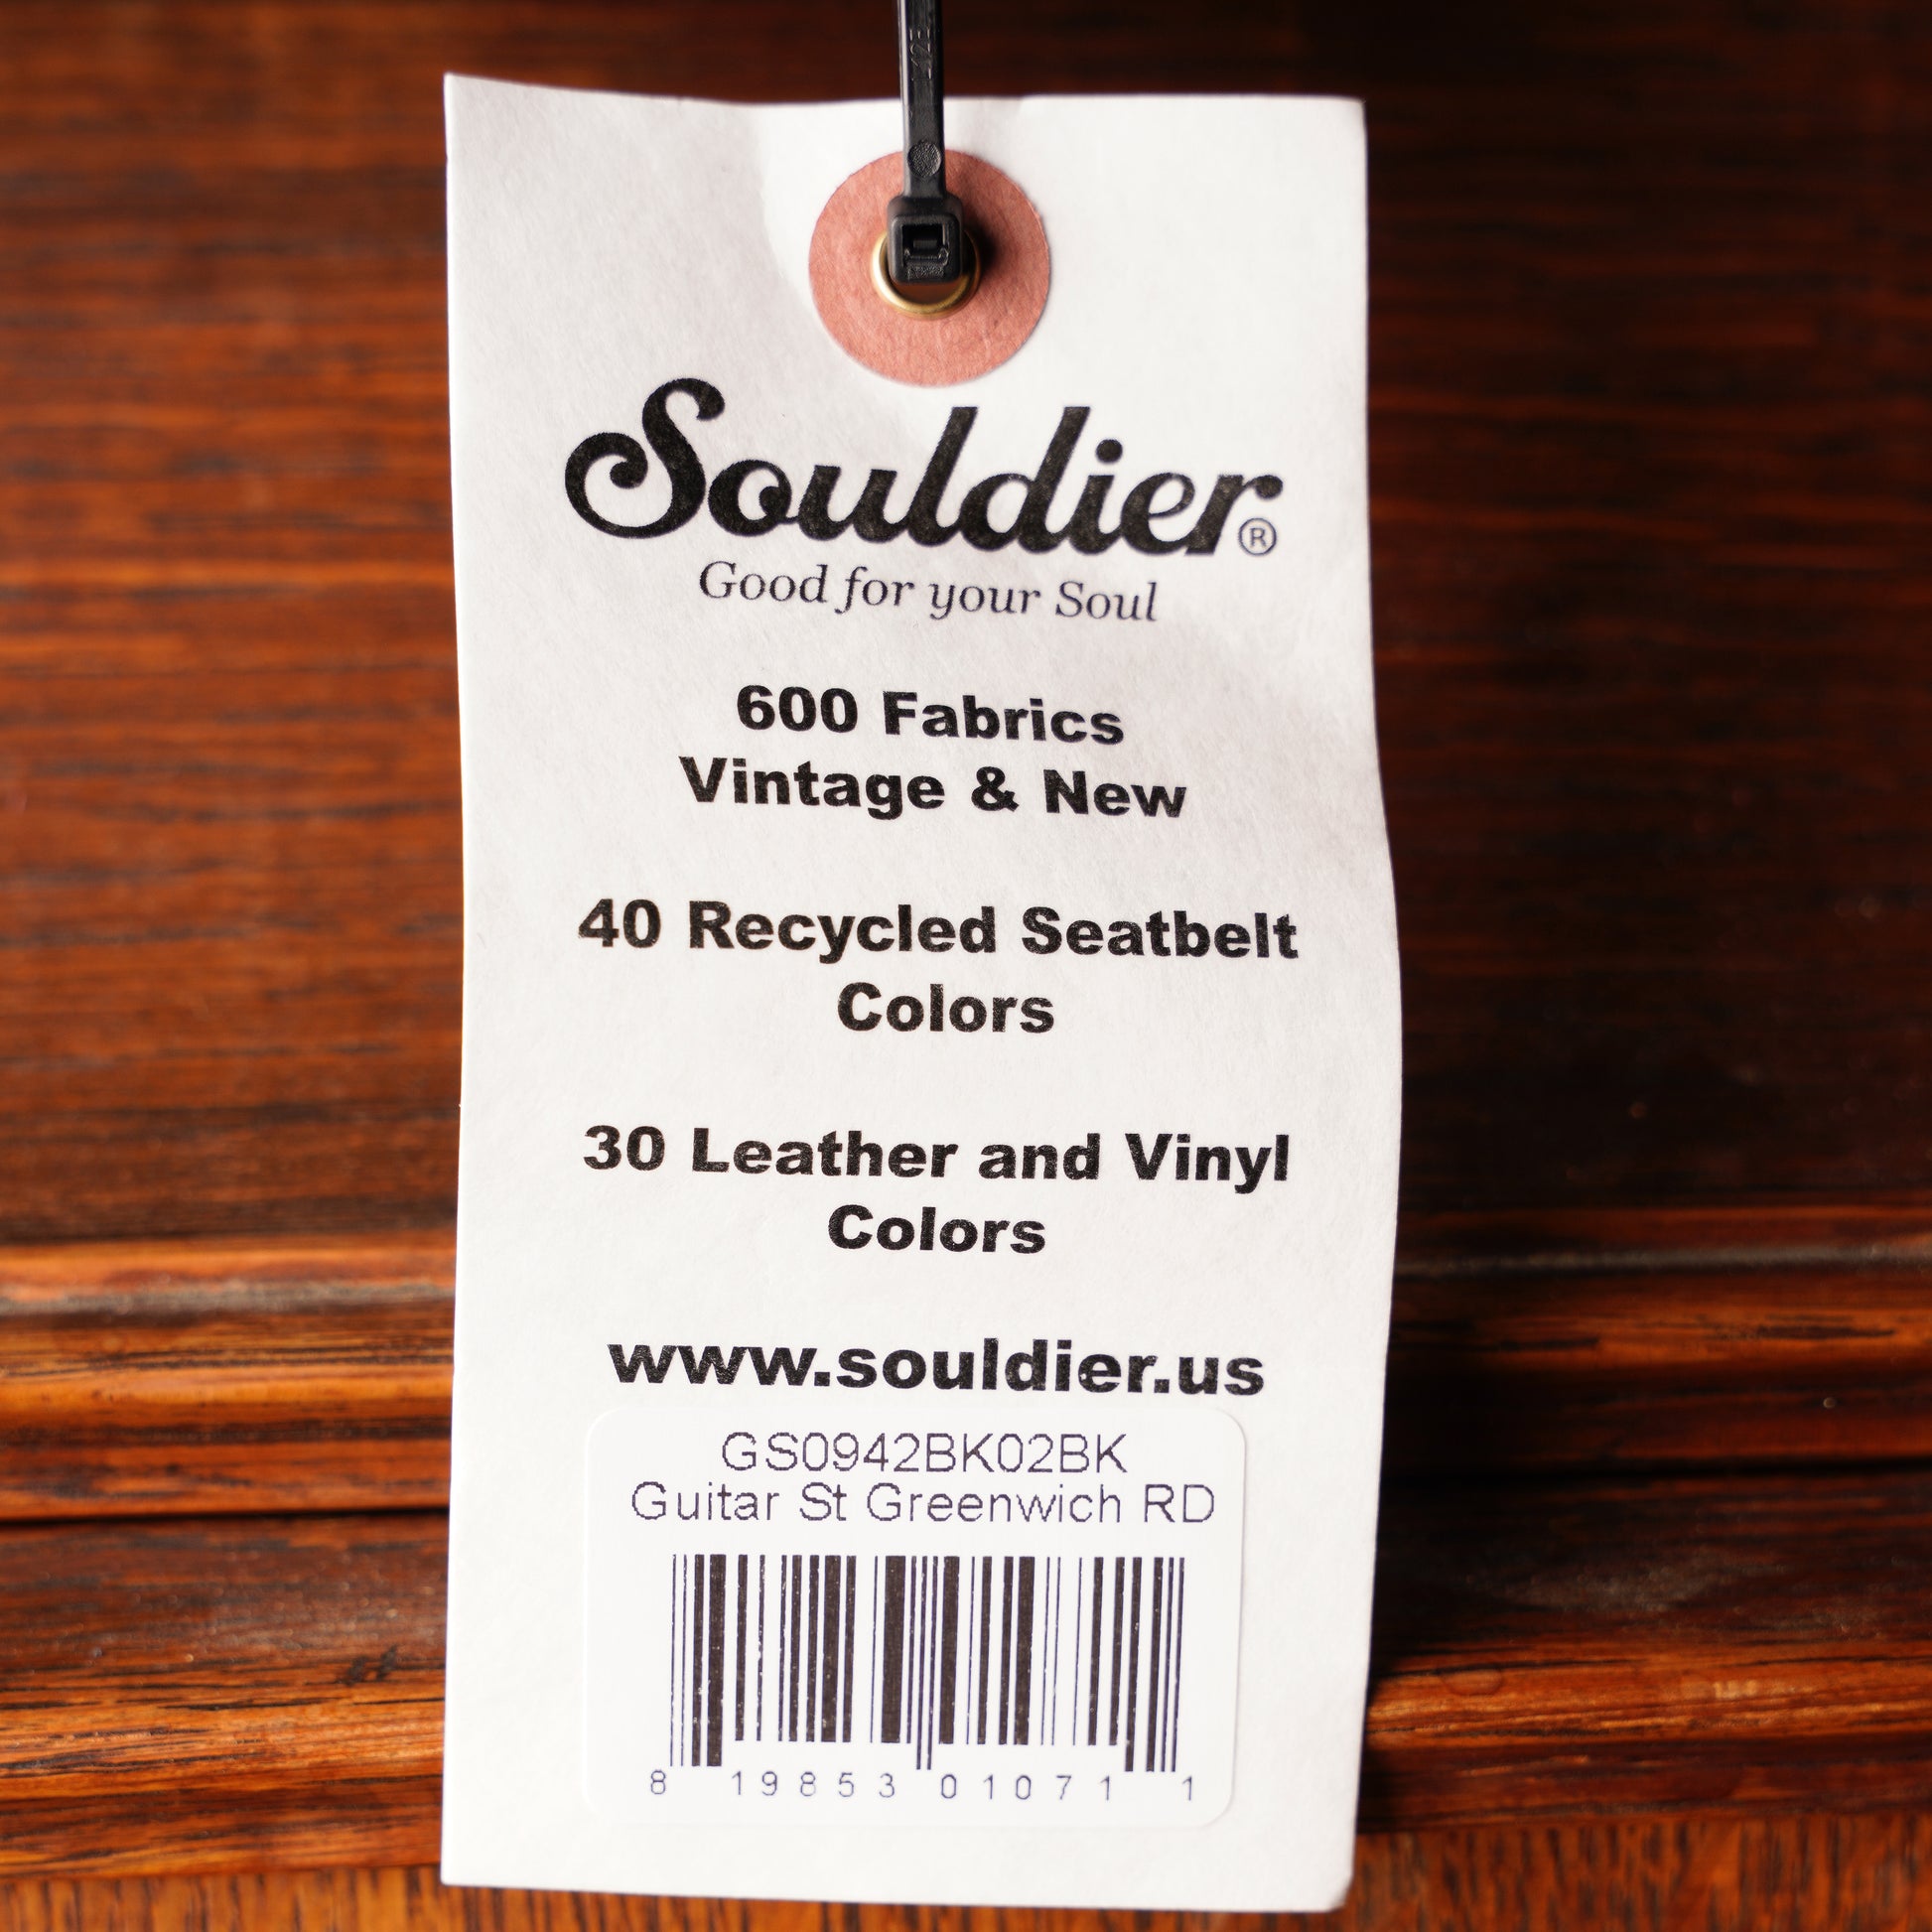 Souldier®
Good for your Soul
600 Fabrics
Vintage & New
40 Recycled Seatbelt
Colors
30 Leather and Vinyl
Colors
www.souldier.us
GS0942BK02BK
Guitar St Greenwich RD
8 19853 01071 1